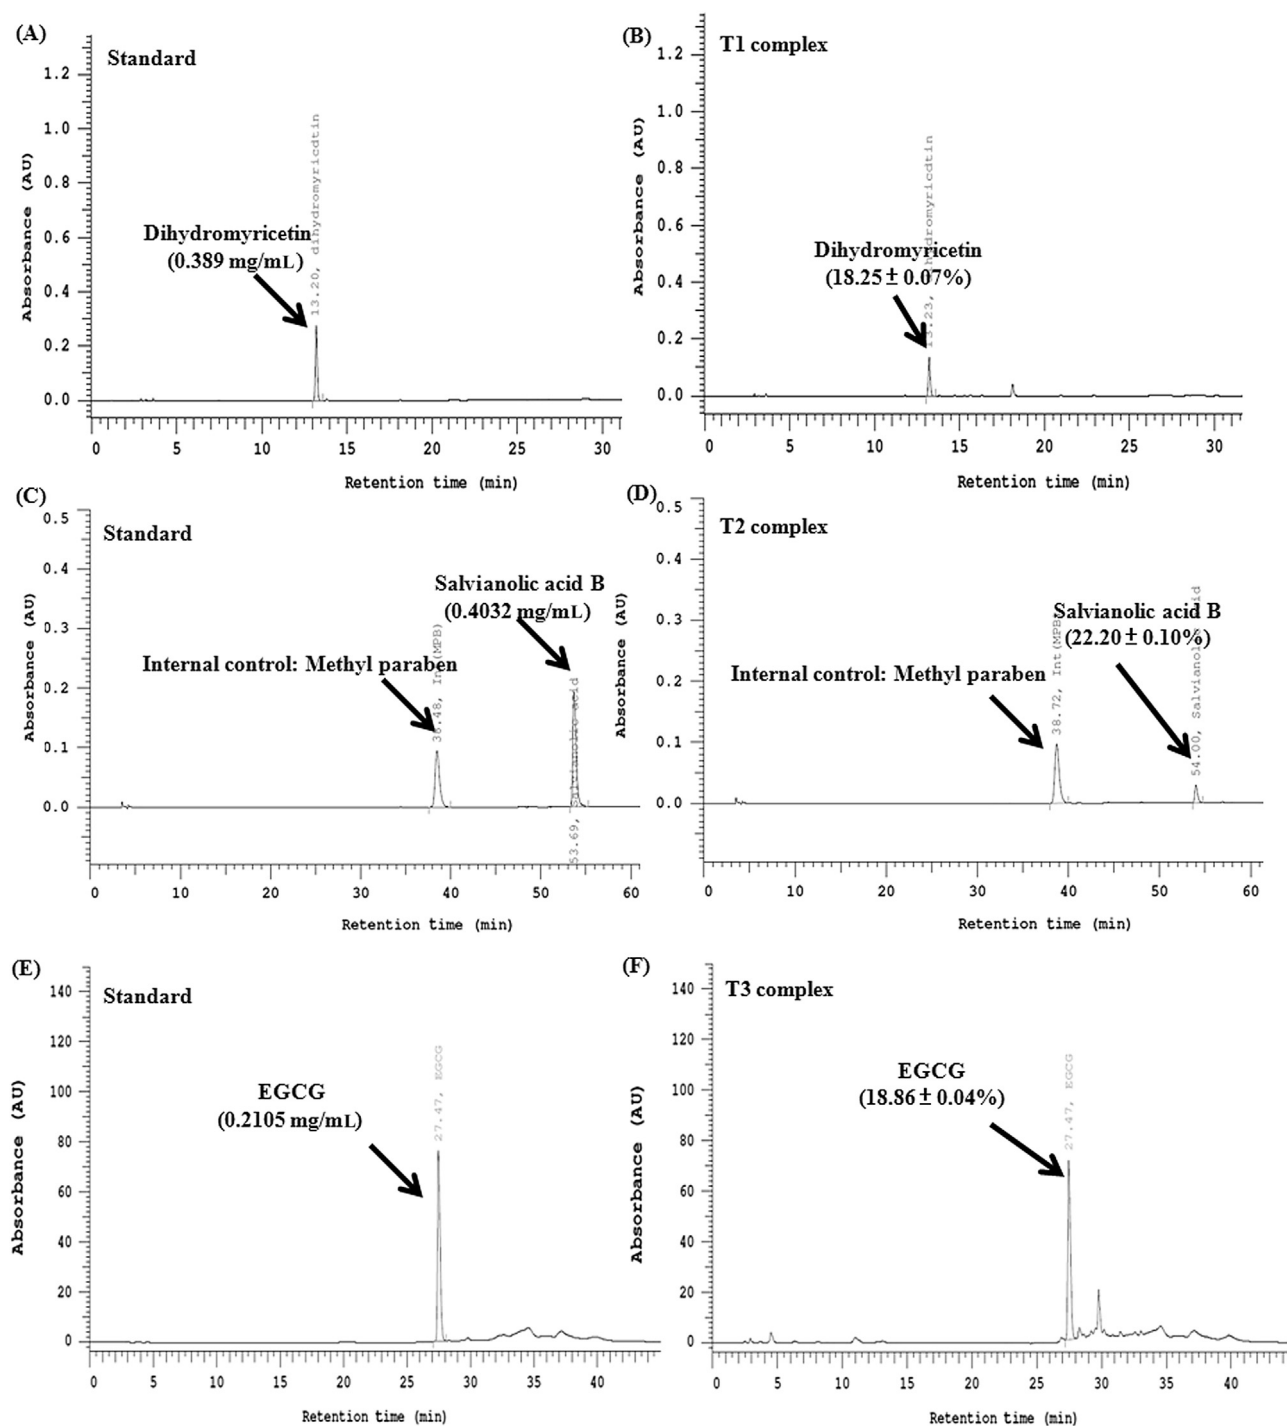 (A)
Standard
Absorbance (AU)
1.2
1.0
0.8
0.6
0.4
0.2
0.0
13.20, dihydromyricdtin
Dihydromyricetin
(0.389 mg/mL)
0 5 10 15 20 25 30
Retention time (min)
(B)
T1 complex
Absorbance (AU)
1.2
1.0
0.8
0.6
0.4
0.2
0.0
Dihydromyricetin
(18.25 ± 0.07%)
0 5 10 15 20 25 30
Retention time (min)
(C)
Standard
Absorbance (AU)
0.5
0.4
0.3
0.2
0.1
0.0
Internal control: Methyl paraben
38.48, Int(MPB)
Salvianolic acid B
(0.4032 mg/mL)
53.69, Salvianolic acid
0 10 20 30 40 50 60
Retention time (min)
(D)
T2 complex
Absorbance (AU)
0.5
0.4
0.3
0.2
0.1
0.0
Internal control: Methyl paraben
38.72, Int(MPB)
Salvianolic acid B
(22.20 ± 0.10%)
54.00, Salvianolic acid
0 10 20 30 40 50 60
Retention time (min)
(E)
Standard
Absorbance (AU)
140
120
100
80
60
40
20
0
EGCG
(0.2105 mg/mL)
27.47, EGCG
0 5 10 15 20 25 30 35 40
Retention time (min)
(F)
T3 complex
Absorbance (AU)
140
120
100
80
60
40
20
0
EGCG
(18.86 ± 0.04%)
27.47, EGCG
0 5 10 15 20 25 30 35 40
Retention time (min)